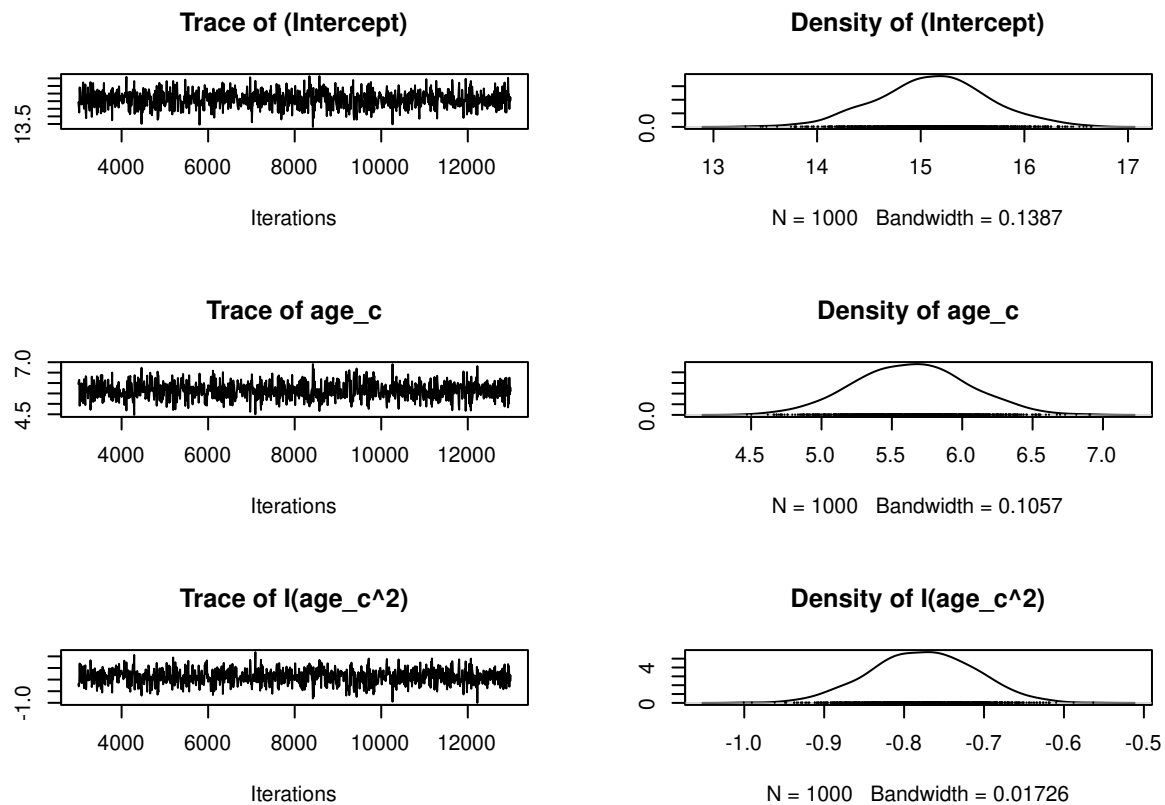 Trace of (Intercept)
13.5
4000 6000 8000 10000 12000
Iterations
Density of (Intercept)
0.0
13 14 15 16 17
N = 1000 Bandwidth = 0.1387
Trace of age_c
4.5 7.0
4000 6000 8000 10000 12000
Iterations
Density of age_c
0.0
4.5 5.0 5.5 6.0 6.5 7.0
N = 1000 Bandwidth = 0.1057
Trace of I(age_c^2)
-1.0
4000 6000 8000 10000 12000
Iterations
Density of I(age_c^2)
0 4
-1.0 -0.9 -0.8 -0.7 -0.6 -0.5
N = 1000 Bandwidth = 0.01726